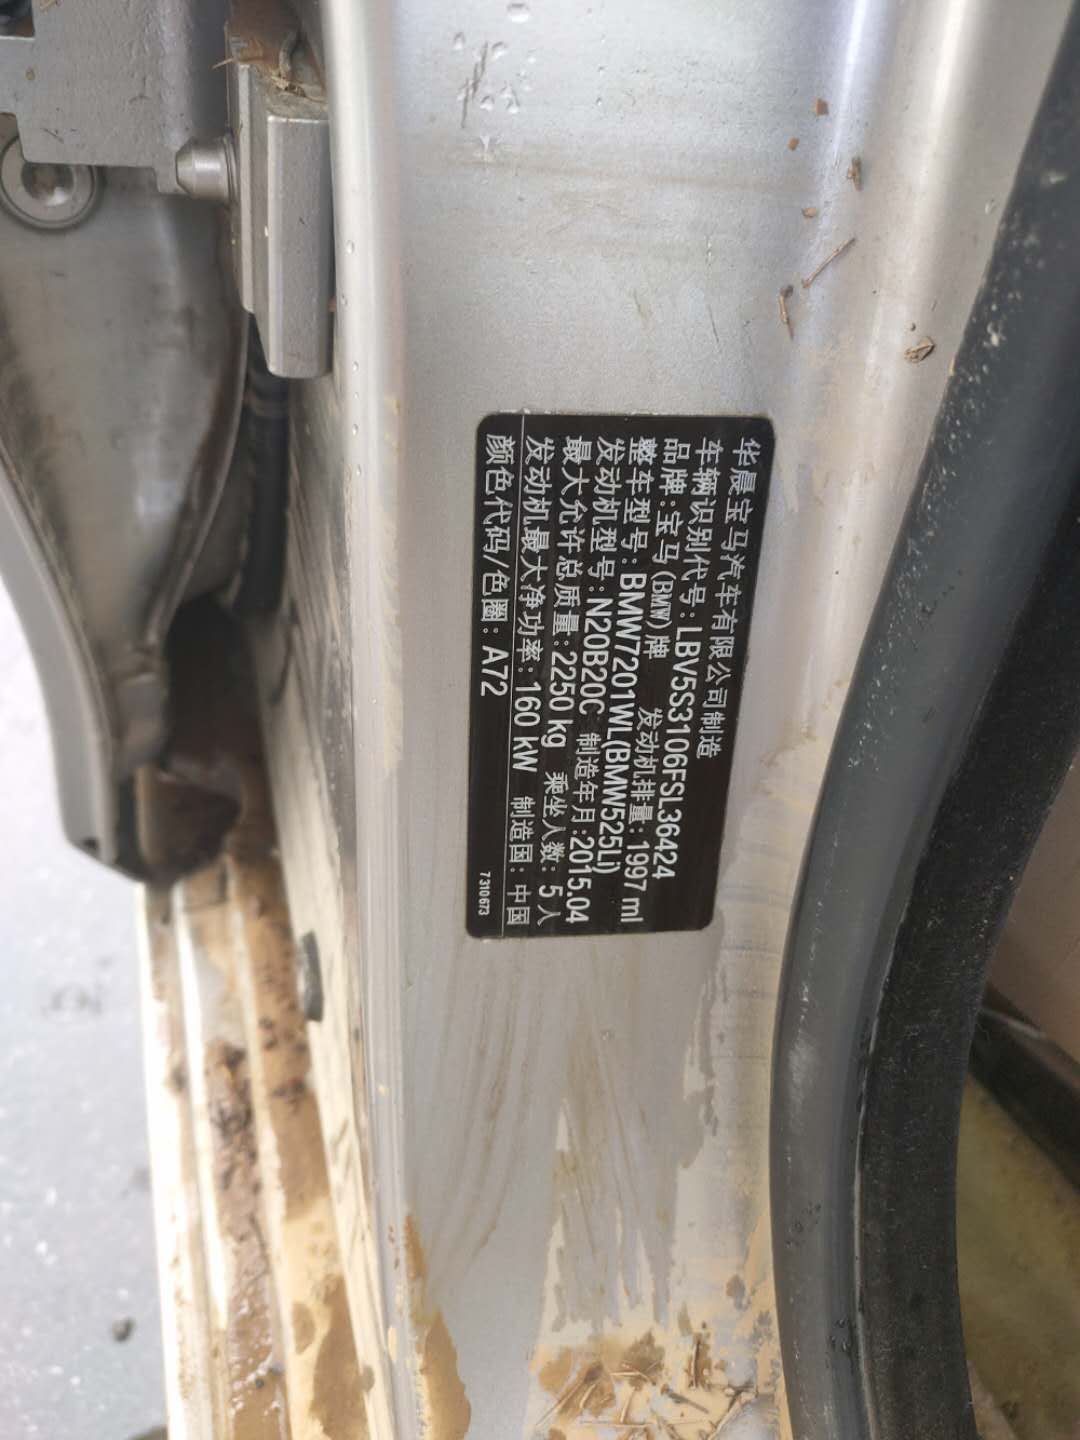 华晨宝马汽车有限公司制造
车辆识别代号: LBV5S3106FSL36424
品牌: 宝马 (BMW) 牌 发动机排量: 1997 ml
整车型号: BMW7201WL(BMW525Li)
发动机型号: N20B20C 制造年月: 2015.04
最大允许总质量: 2250 kg 乘坐人数: 5人
发动机最大净功率: 160 kW 制造国: 中国
颜色代码/色圈: A72 7 310 673